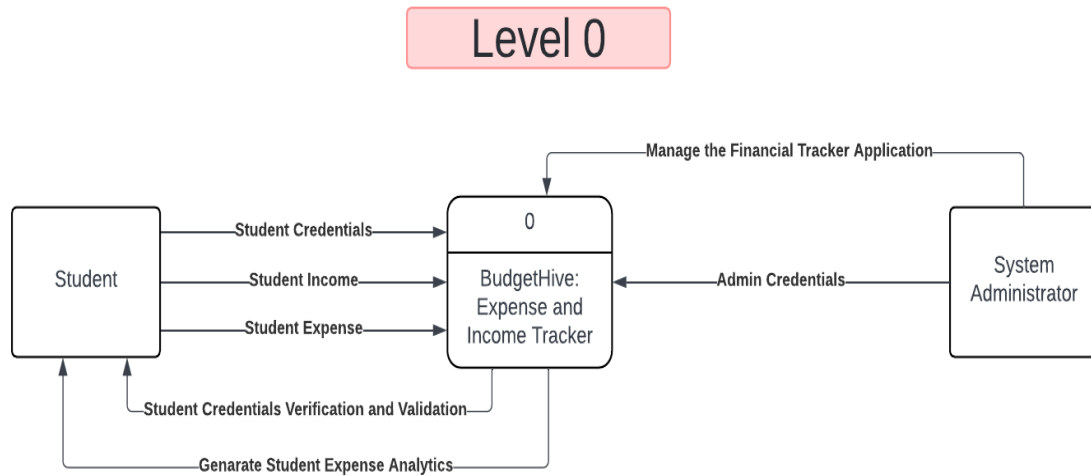 Level 0
Manage the Financial Tracker Application
Student
Student Credentials
Student Income
Student Expense
0
BudgetHive:
Expense and
Income Tracker
Admin Credentials
System
Administrator
Student Credentials Verification and Validation
Genarate Student Expense Analytics